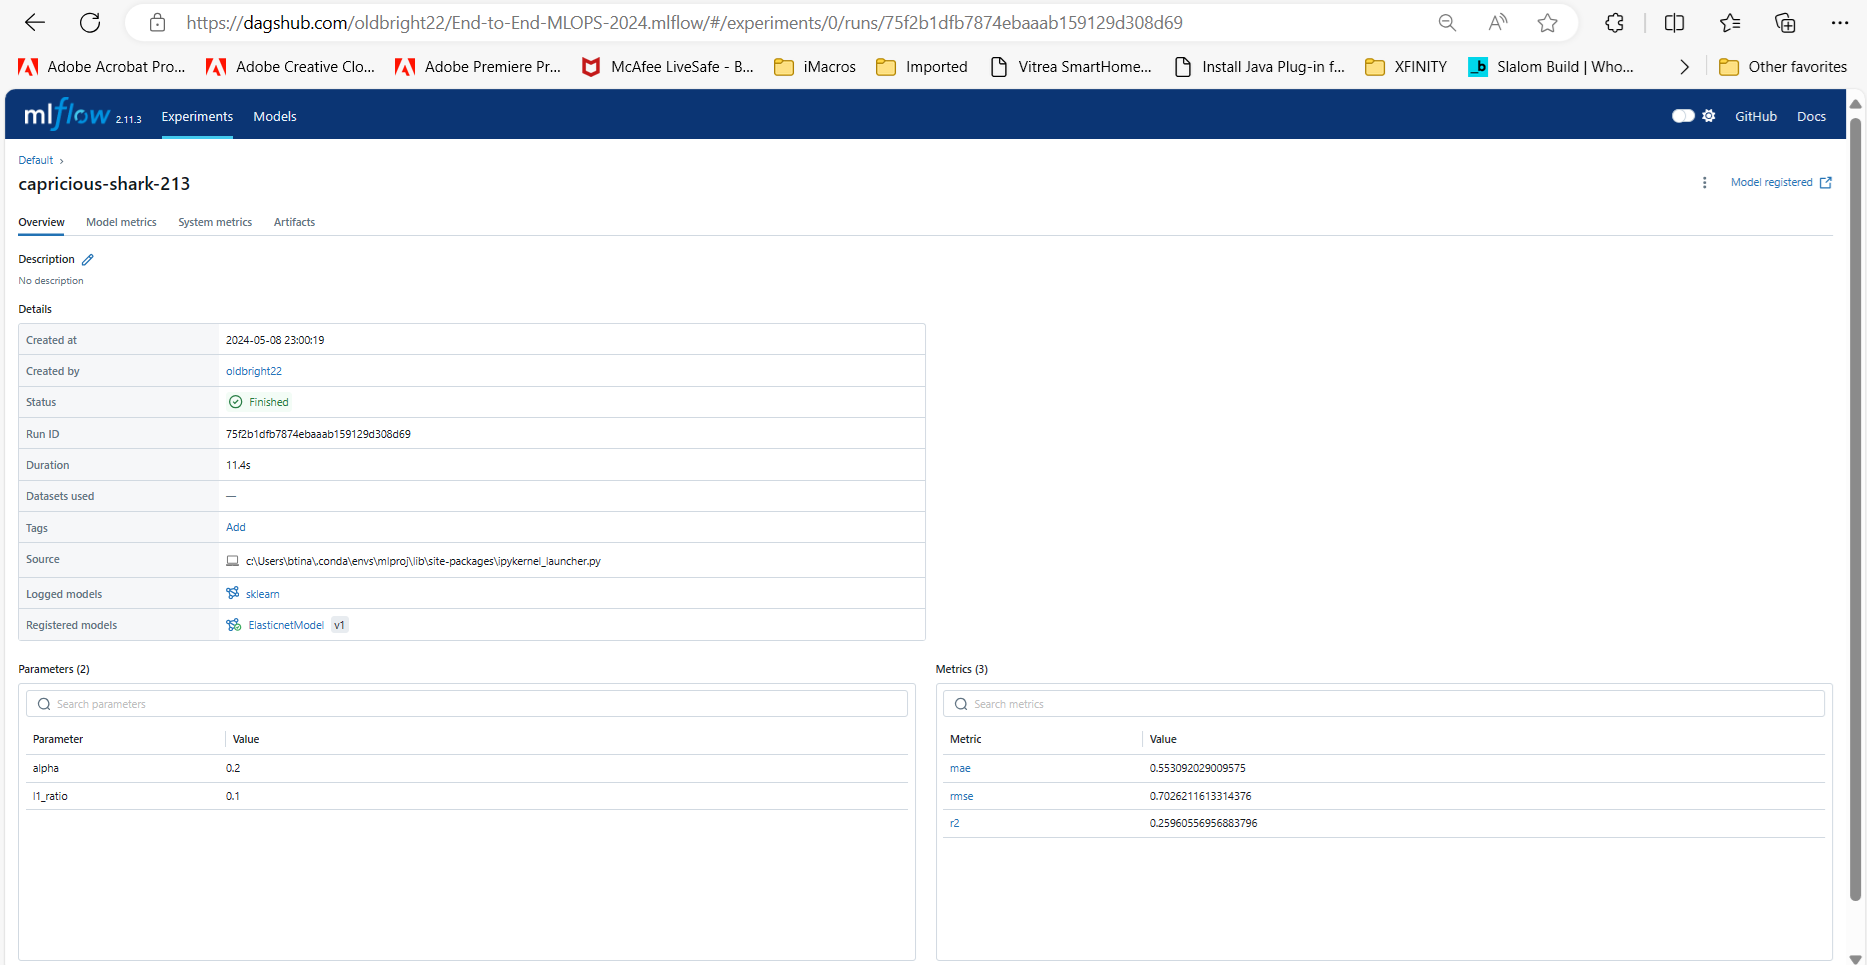 https://dagshub.com/oldbright22/End-to-End-MLOPS-2024.mlflow/#/experiments/0/runs/75f2b1dfb7874ebaaab159129d308d69
Adobe Acrobat Pro... Adobe Creative Clo... Adobe Premiere Pr... McAfee LiveSafe - B... iMacros Imported Vitrea SmartHome... Install Java Plug-in f... XFINITY _b Slalom Build | Who... Other favorites
mlflow 2.11.3 Experiments Models GitHub Docs
Default
capricious-shark-213
Model registered
Overview Model metrics System metrics Artifacts
Description
No description
Details
Created at 2024-05-08 23:00:19
Created by oldbright22
Status Finished
Run ID 75f2b1dfb7874ebaaab159129d308d69
Duration 11.4s
Datasets used —
Tags Add
Source c:\Users\btina\.conda\envs\mlproj\lib\site-packages\ipykernel_launcher.py
Logged models sklearn
Registered models ElasticnetModel v1
Parameters (2)
Search parameters
Parameter Value
alpha 0.2
l1_ratio 0.1
Metrics (3)
Search metrics
Metric Value
mae 0.553092029009575
rmse 0.7026211613314376
r2 0.25960556956883796